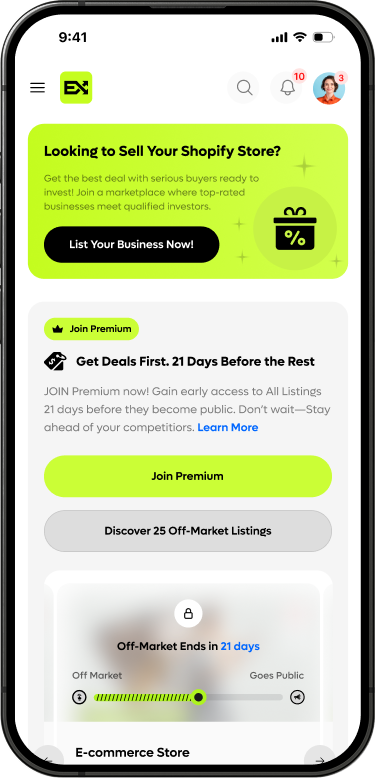 9:41
EX
10
3
Looking to Sell Your Shopify Store?
Get the best deal with serious buyers ready to
invest! Join a marketplace where top-rated
businesses meet qualified investors.
List Your Business Now!
%
Join Premium
$
Get Deals First. 21 Days Before the Rest
JOIN Premium now! Gain early access to All Listings
21 days before they become public. Don’t wait—Stay
ahead of your competitiors. Learn More
Join Premium
Discover 25 Off-Market Listings
Off-Market Ends in 21 days
Off Market
Goes Public
E-commerce Store